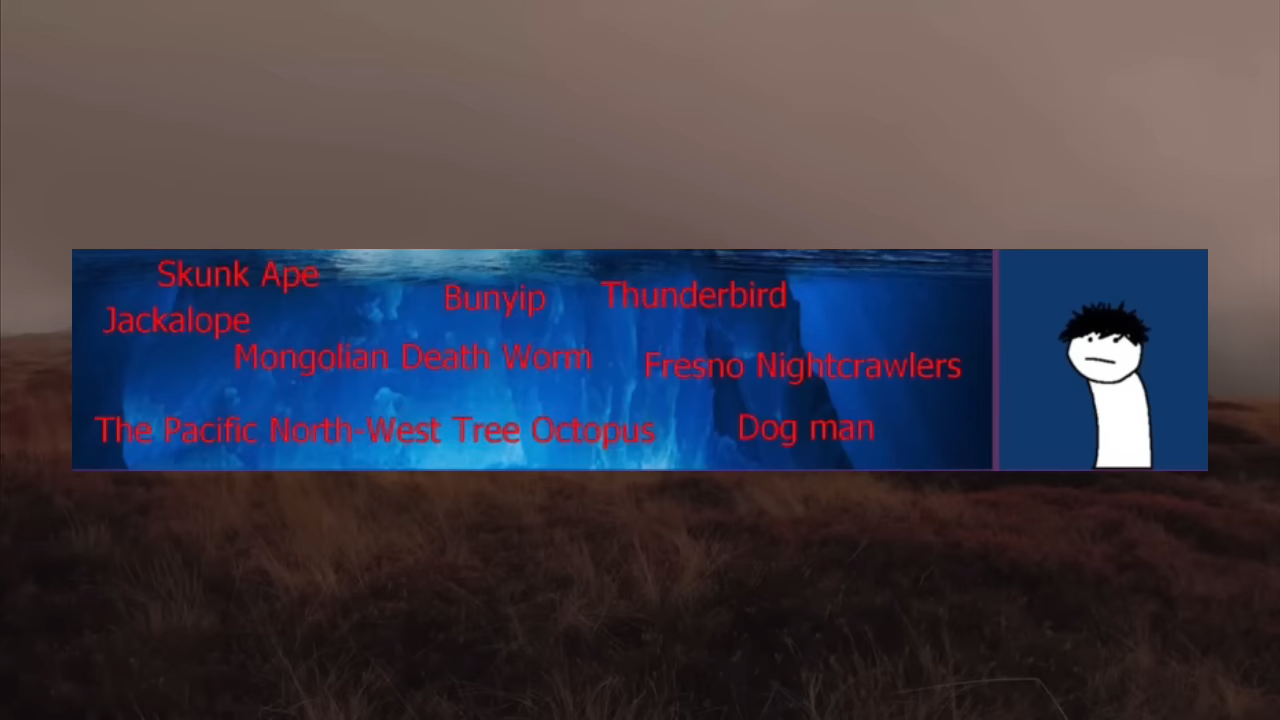 Skunk Ape
Bunyip
Thunderbird
Jackalope
Mongolian Death Worm
Fresno Nightcrawlers
The Pacific North-West Tree Octopus
Dog man